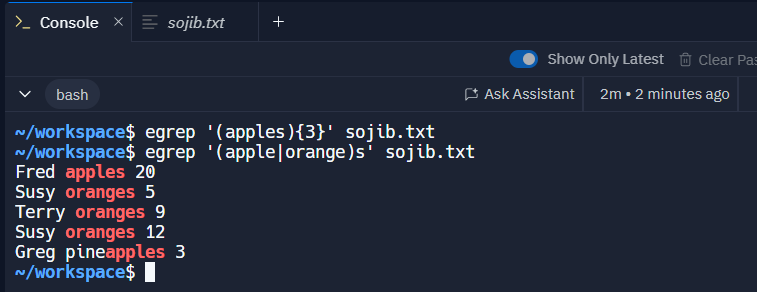 Console × sojib.txt +
Show Only Latest Clear Pas
bash Ask Assistant 2m • 2 minutes ago
~/workspace$ egrep '(apples){3}' sojib.txt
~/workspace$ egrep '(apple|orange)s' sojib.txt
Fred apples 20
Susy oranges 5
Terry oranges 9
Susy oranges 12
Greg pineapples 3
~/workspace$